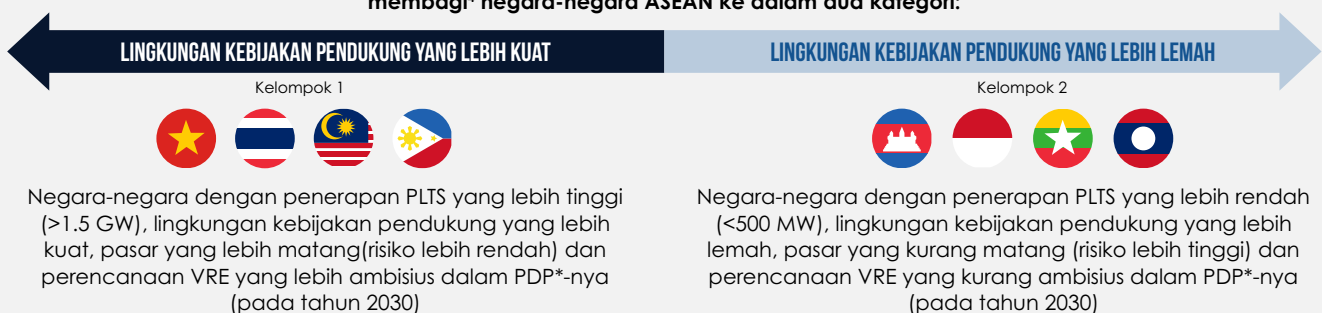 membagi* negara-negara ASEAN ke dalam dua kategori:
LINGKUNGAN KEBIJAKAN PENDUKUNG YANG LEBIH KUAT
LINGKUNGAN KEBIJAKAN PENDUKUNG YANG LEBIH LEMAH
Kelompok 1
Kelompok 2
Negara-negara dengan penerapan PLTS yang lebih tinggi
(>1.5 GW), lingkungan kebijakan pendukung yang lebih
kuat, pasar yang lebih matang(risiko lebih rendah) dan
perencanaan VRE yang lebih ambisius dalam PDP*-nya
(pada tahun 2030)
Negara-negara dengan penerapan PLTS yang lebih rendah
(<500 MW), lingkungan kebijakan pendukung yang lebih
lemah, pasar yang kurang matang (risiko lebih tinggi) dan
perencanaan VRE yang kurang ambisius dalam PDP*-nya
(pada tahun 2030)